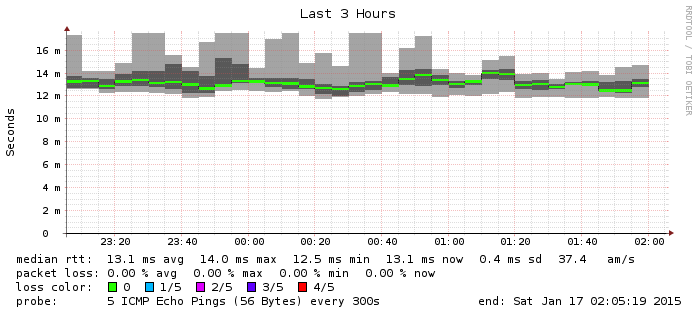 Last 3 Hours
RRDTOOL / TOBI OETIKER
Seconds
16 m
14 m
12 m
10 m
8 m
6 m
4 m
2 m
0
23:20 23:40 00:00 00:20 00:40 01:00 01:20 01:40 02:00
median rtt: 13.1 ms avg 14.0 ms max 12.5 ms min 13.1 ms now 0.4 ms sd 37.4 am/s
packet loss: 0.00 % avg 0.00 % max 0.00 % min 0.00 % now
loss color: 0 1/5 2/5 3/5 4/5
probe: 5 ICMP Echo Pings (56 Bytes) every 300s end: Sat Jan 17 02:05:19 2015